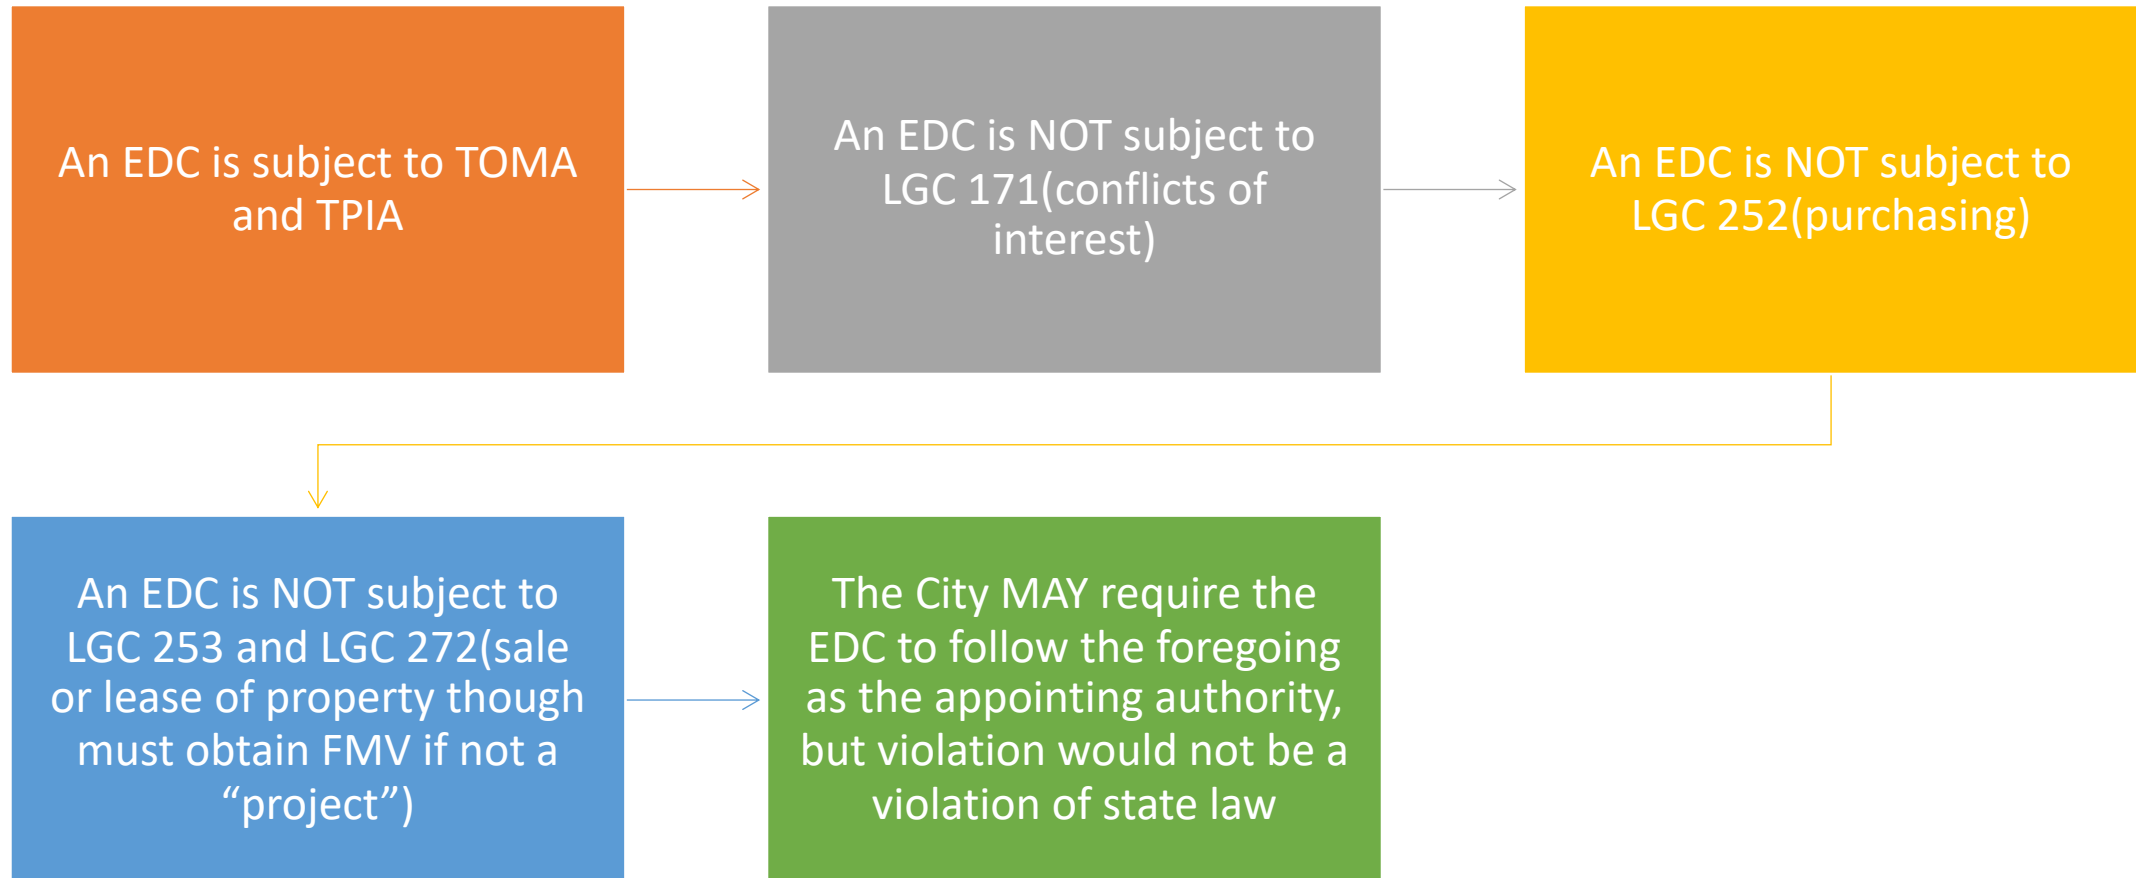 An EDC is subject to TOMA
and TPIA
An EDC is NOT subject to
LGC 171(conflicts of
interest)
An EDC is NOT subject to
LGC 252(purchasing)
An EDC is NOT subject to
LGC 253 and LGC 272(sale
or lease of property though
must obtain FMV if not a
“project”)
The City MAY require the
EDC to follow the foregoing
as the appointing authority,
but violation would not be a
violation of state law